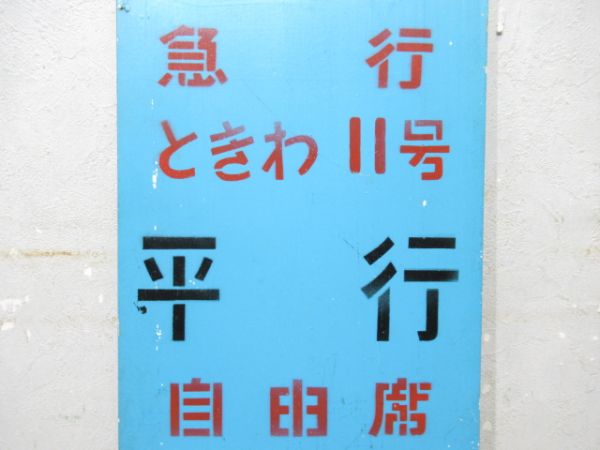 急行
ときわ11号
平行
自由席